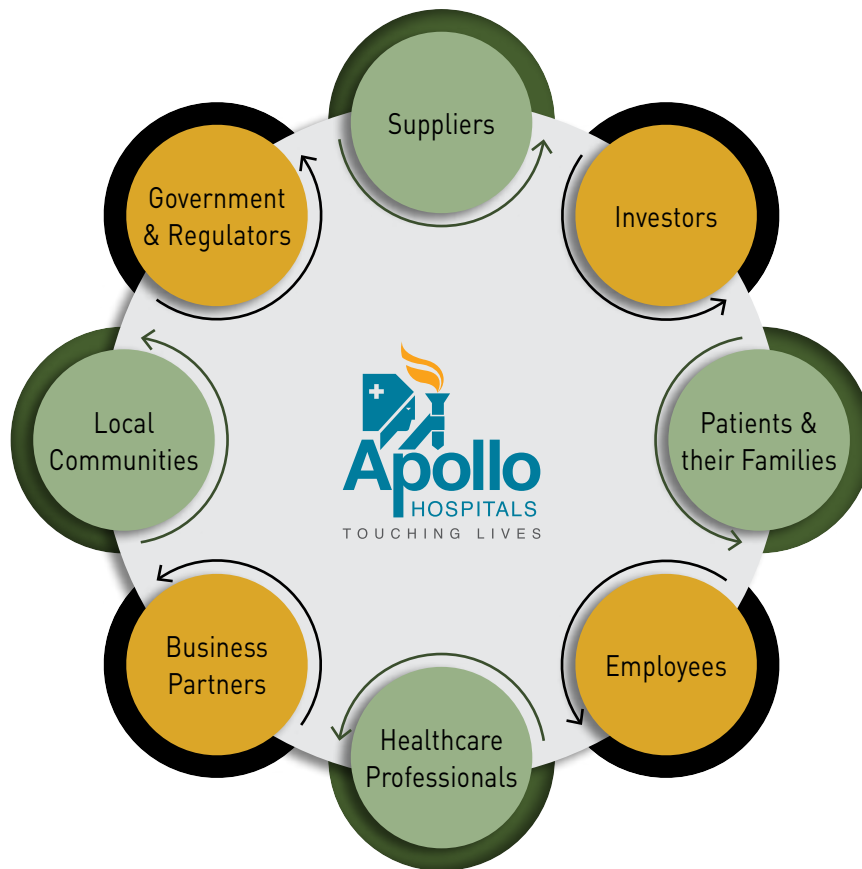 Suppliers
Government
& Regulators
Investors
Local
Communities
Patients &
their Families
Apollo
HOSPITALS
TOUCHING LIVES
Business
Partners
Employees
Healthcare
Professionals